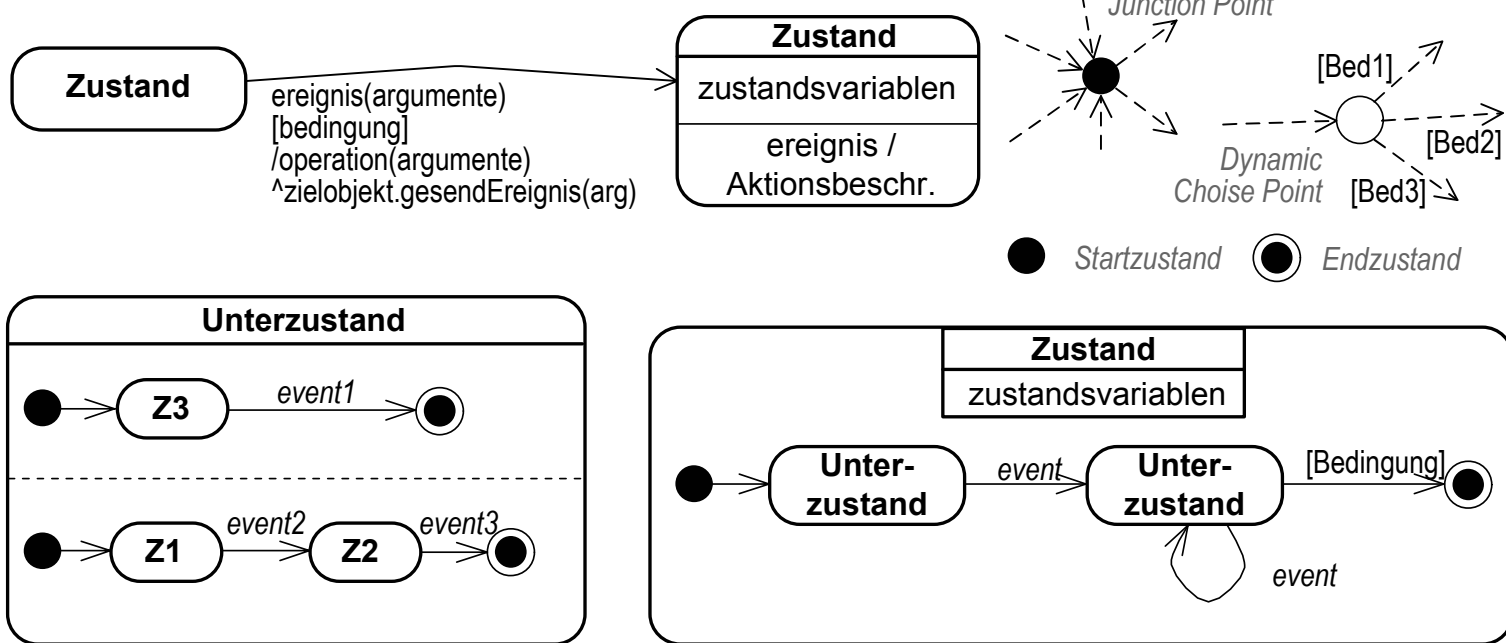 Junction Point
Zustand
ereignis(argumente)
[bedingung]
/operation(argumente)
^zielobjekt.gesendEreignis(arg)
Zustand
zustandsvariablen
ereignis /
Aktionsbeschr.
[Bed1]
[Bed2]
[Bed3]
Dynamic
Choise Point
Startzustand
Endzustand
Unterzustand
Z3
event1
Z1
event2
Z2
event3
Zustand
zustandsvariablen
Unter-
zustand
event
Unter-
zustand
[Bedingung]
event